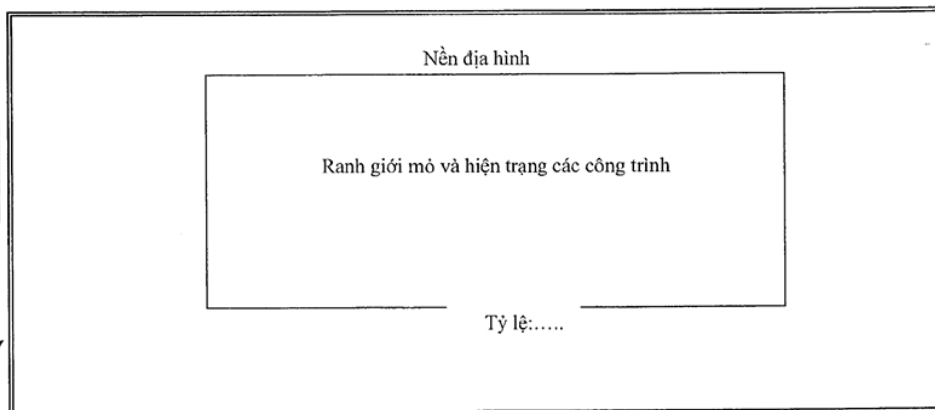 Nền địa hình
Ranh giới mỏ và hiện trạng các công trình
Tỷ lệ:.....